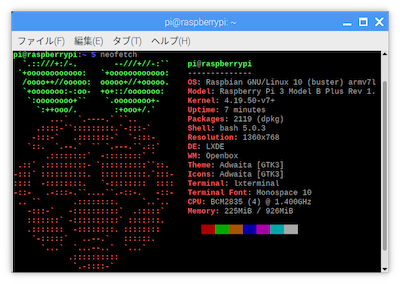 pi@raspberrypi: ~
ファイル(F) 編集(E) タブ(T) ヘルプ(H)
pi@raspberrypi:~ $ neofetch
pi@raspberrypi
--------------
OS: Raspbian GNU/Linux 10 (buster) armv7l
Model: Raspberry Pi 3 Model B Plus Rev 1.
Kernel: 4.19.50-v7+
Uptime: 7 mins
Packages: 2119 (dpkg)
Shell: bash 5.0.3
Resolution: 1360x768
DE: LXDE
WM: Openbox
Theme: Adwaita [GTK3]
Icons: Adwaita [GTK3]
Terminal: lxterminal
Terminal Font: Monospace 10
CPU: BCM2835 (4) @ 1.400GHz
Memory: 225MiB / 926MiB